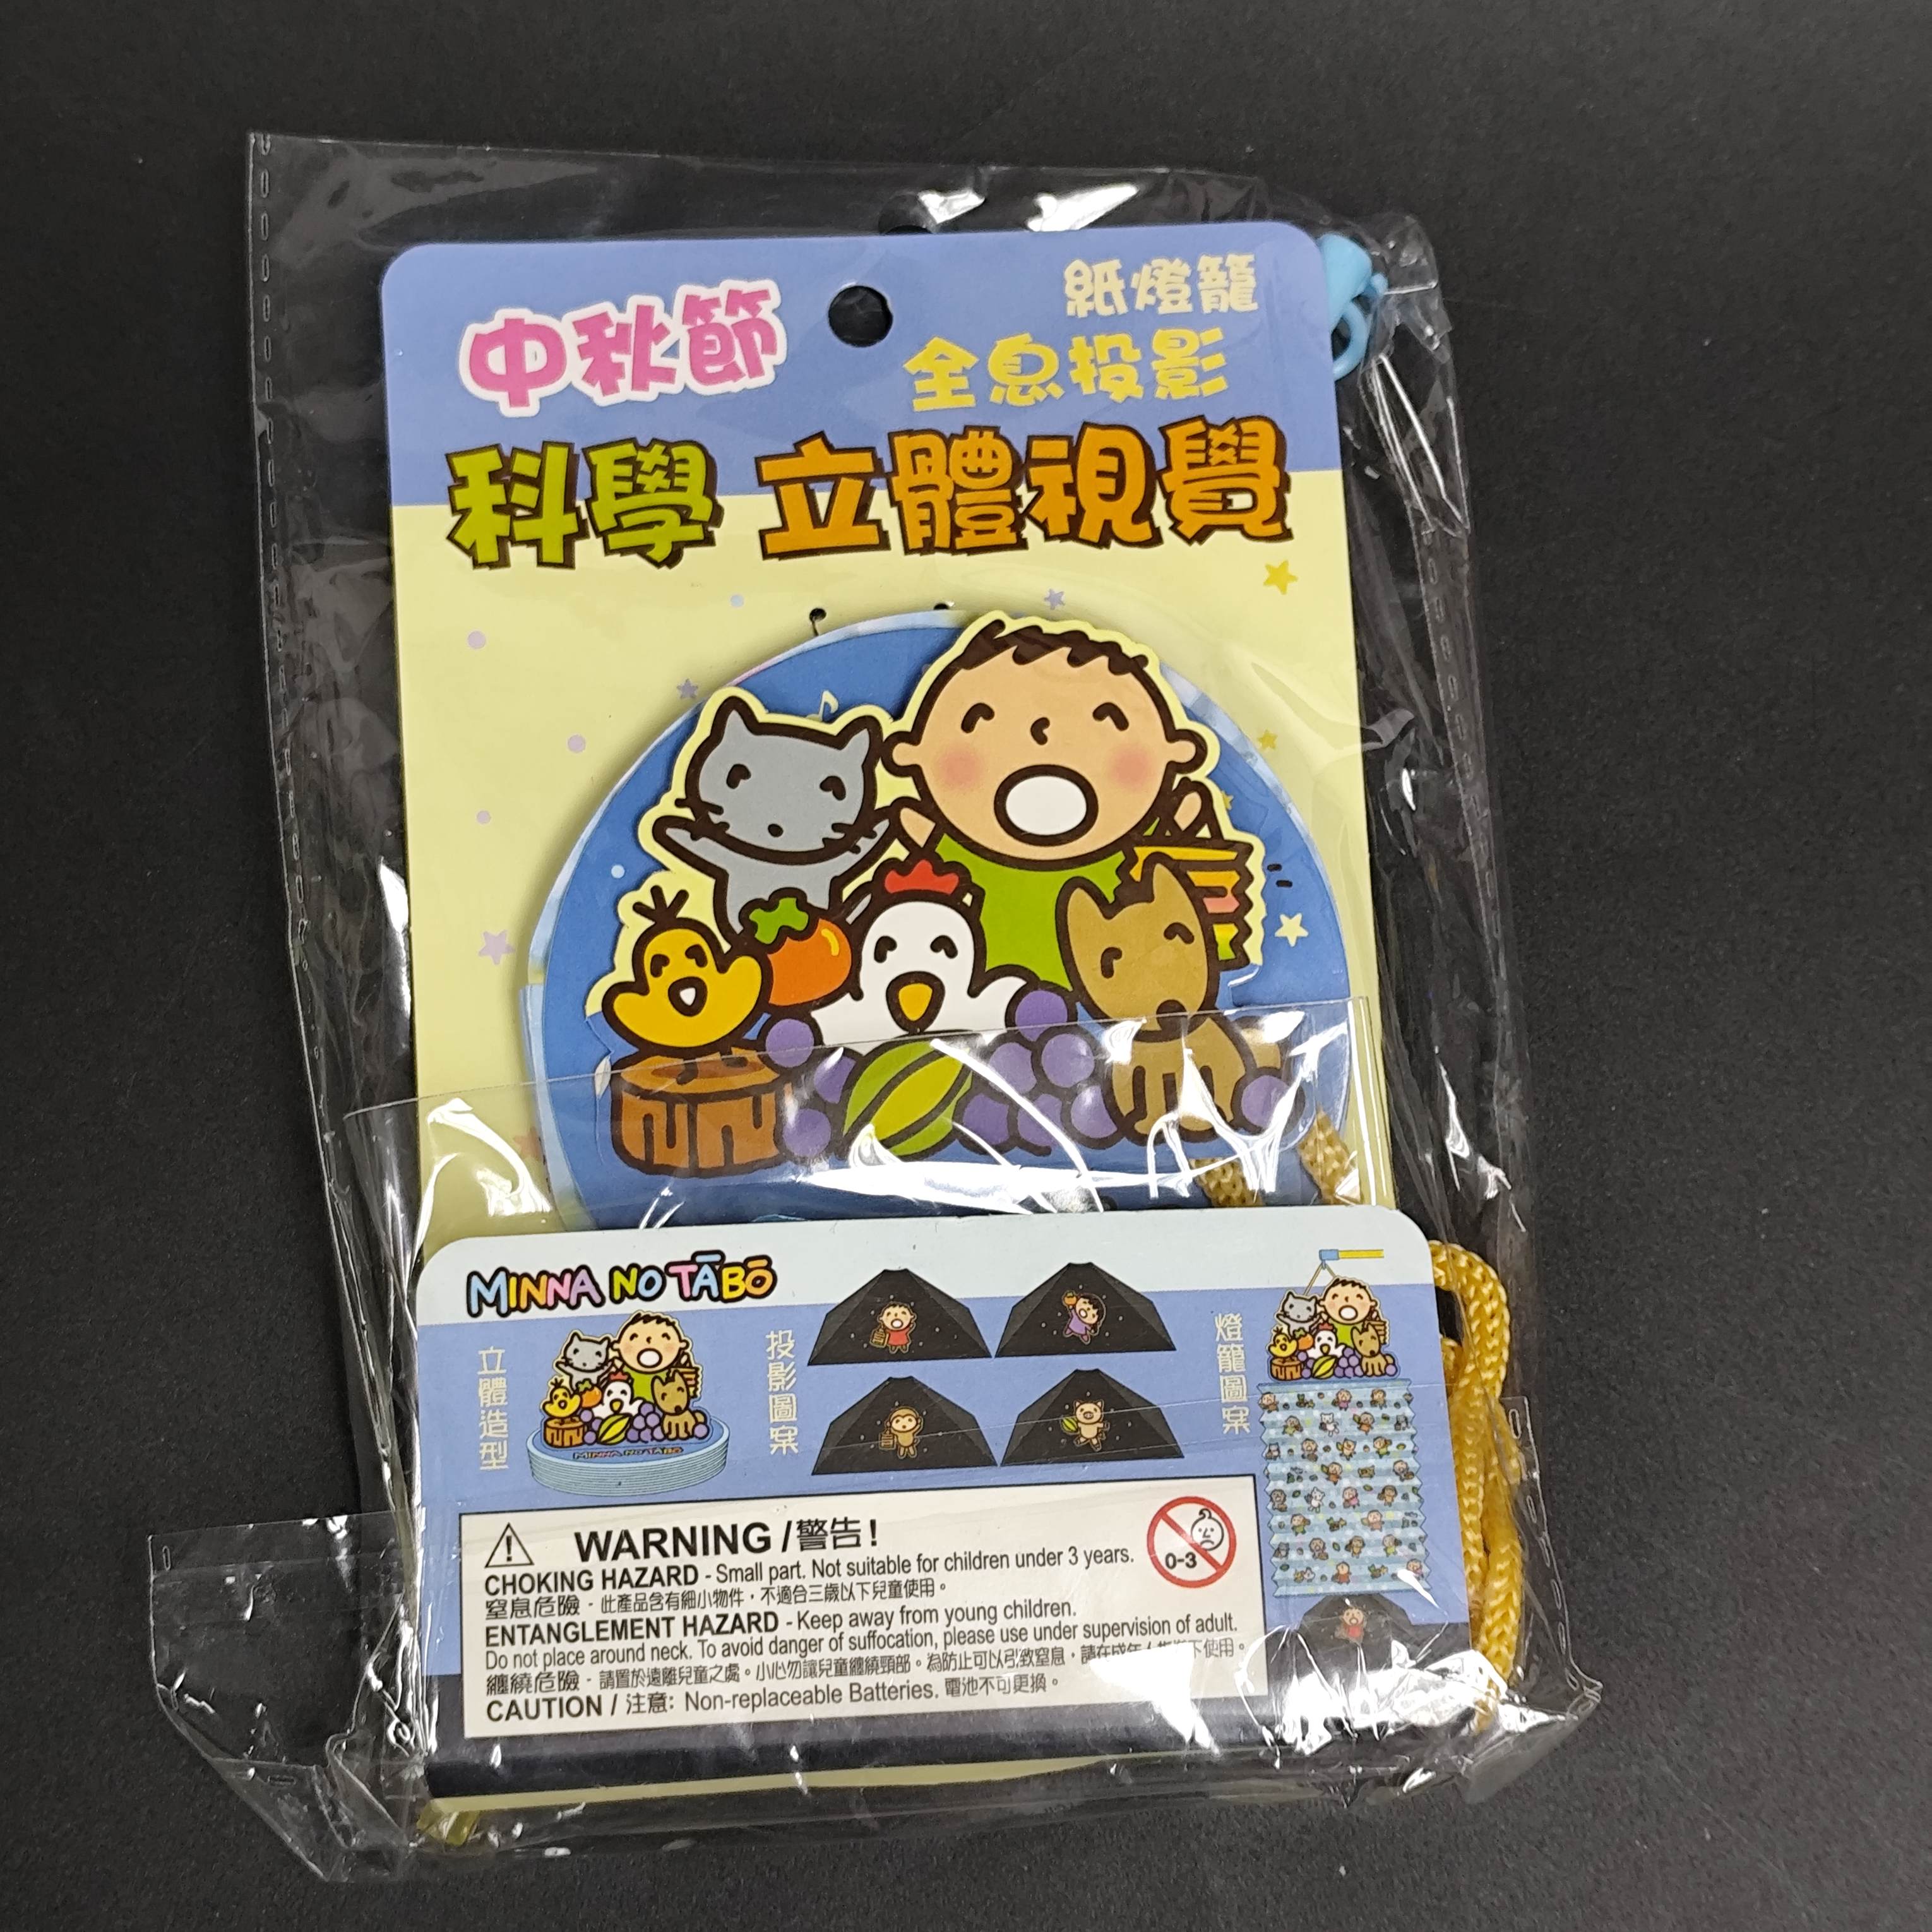 中秋節
紙燈籠
全息投影
科學 立體視覺
MINNA NO TĀBŌ
立體造型
MINNA NO TĀBŌ
投影圖案
燈籠圖案
WARNING /警告!
CHOKING HAZARD - Small part. Not suitable for children under 3 years.
窒息危險 - 此產品含有細小物件,不適合三歲以下兒童使用。
ENTANGLEMENT HAZARD - Keep away from young children.
Do not place around neck. To avoid danger of suffocation, please use under supervision of adult.
纏繞危險 - 請置於遠離兒童之處。小心勿讓兒童纏繞頸部。為防止可以引致窒息,請在成年人指導下使用。
CAUTION / 注意: Non-replaceable Batteries. 電池不可更換。
0-3